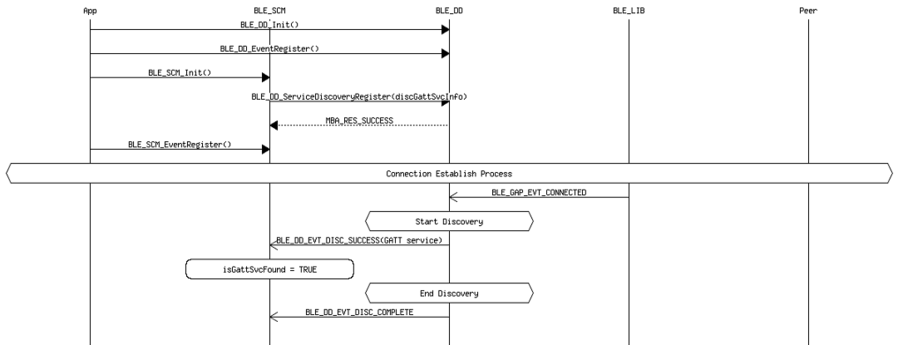 App BLE_SCM BLE_DD BLE_LIB Peer
BLE_DD_Init()
BLE_DD_EventRegister()
BLE_SCM_Init()
BLE_DD_ServiceDiscoveryRegister(discGattSvcInfo)
MBA_RES_SUCCESS
BLE_SCM_EventRegister()
Connection Establish Process
BLE_GAP_EVT_CONNECTED
Start Discovery
BLE_DD_EVT_DISC_SUCCESS(GATT service)
isGattSvcFound = TRUE
End Discovery
BLE_DD_EVT_DISC_COMPLETE